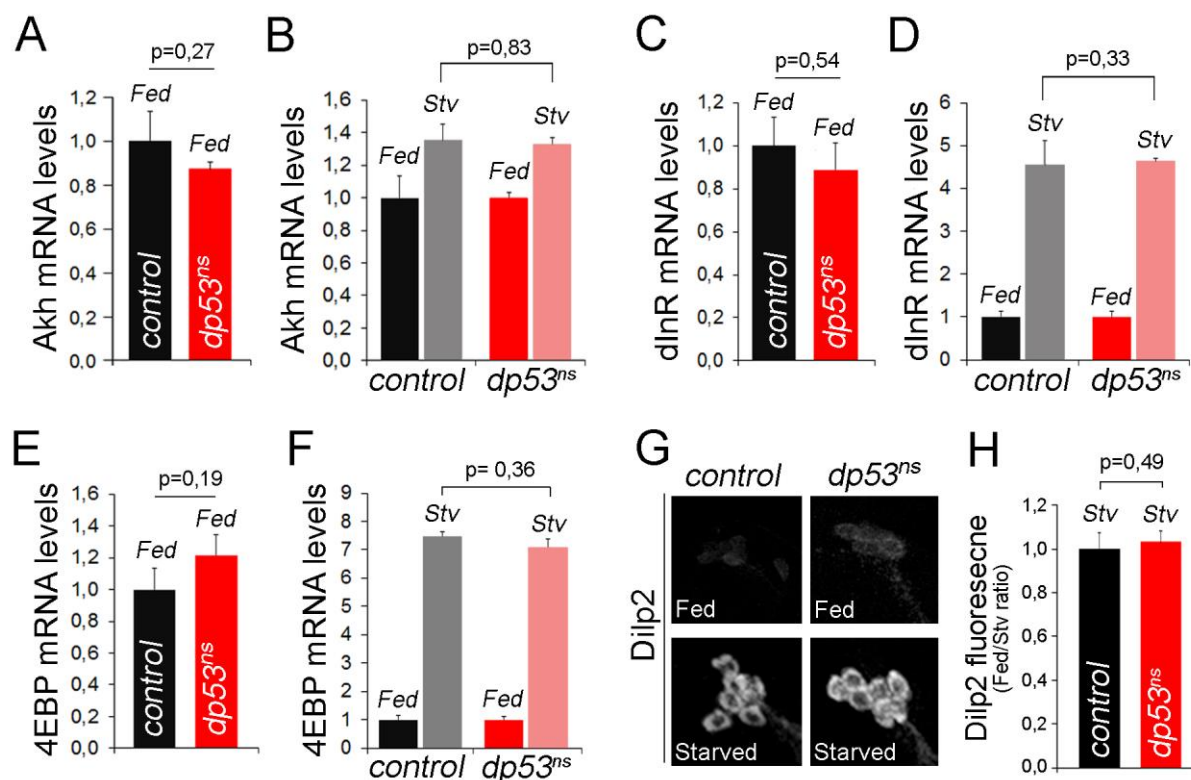 A
p=0,27
Akh mRNA levels
1,2
1,0
0,8
0,6
0,4
0,2
0,0
Fed
Fed
control
dp53ns
B
p=0,83
Akh mRNA levels
1,6
1,4
1,2
1,0
0,8
0,6
0,4
0,2
0,0
Fed
Stv
Fed
Stv
control
dp53ns
C
p=0,54
dInR mRNA levels
1,2
1,0
0,8
0,6
0,4
0,2
0,0
Fed
Fed
control
dp53ns
D
p=0,33
dInR mRNA levels
6
5
4
3
2
1
0
Fed
Stv
Fed
Stv
control
dp53ns
E
p=0,19
4EBP mRNA levels
1,6
1,4
1,2
1,0
0,8
0,6
0,4
0,2
0,0
Fed
Fed
control
dp53ns
F
p= 0,36
4EBP mRNA levels
9
8
7
6
5
4
3
2
1
0
Fed
Stv
Fed
Stv
control
dp53ns
G
control
dp53ns
Dilp2
Fed
Fed
Starved
Starved
H
p=0,49
Dilp2 fluoresecne
(Fed/Stv ratio)
1,2
1,0
0,8
0,6
0,4
0,2
0,0
Stv
Stv
control
dp53ns